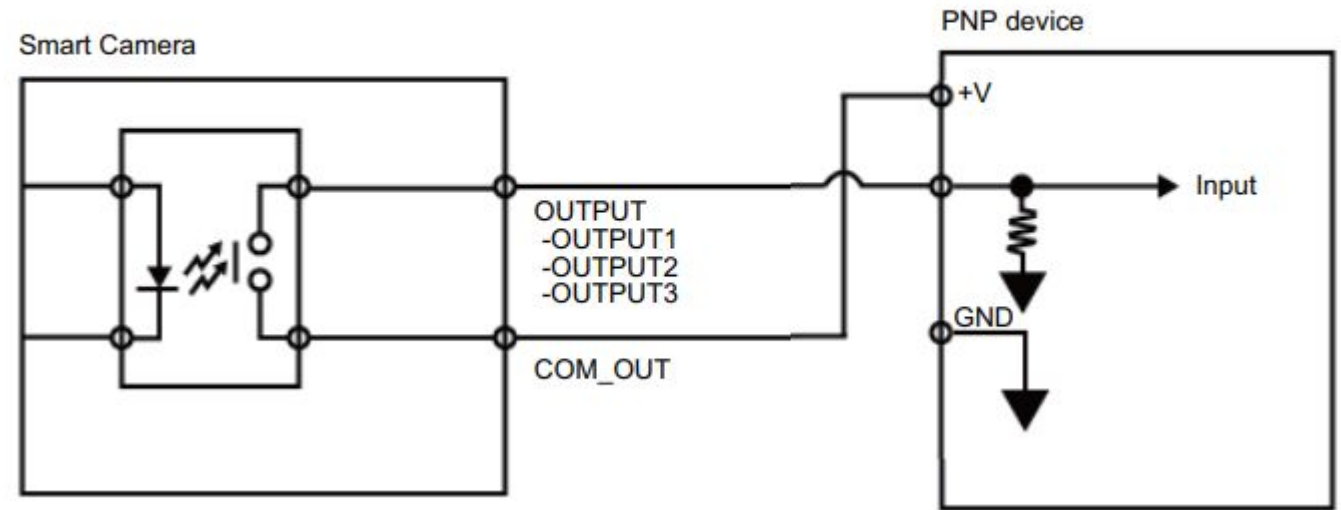 PNP device
Smart Camera
+V
Input
OUTPUT
-OUTPUT1
-OUTPUT2
-OUTPUT3
GND
COM_OUT